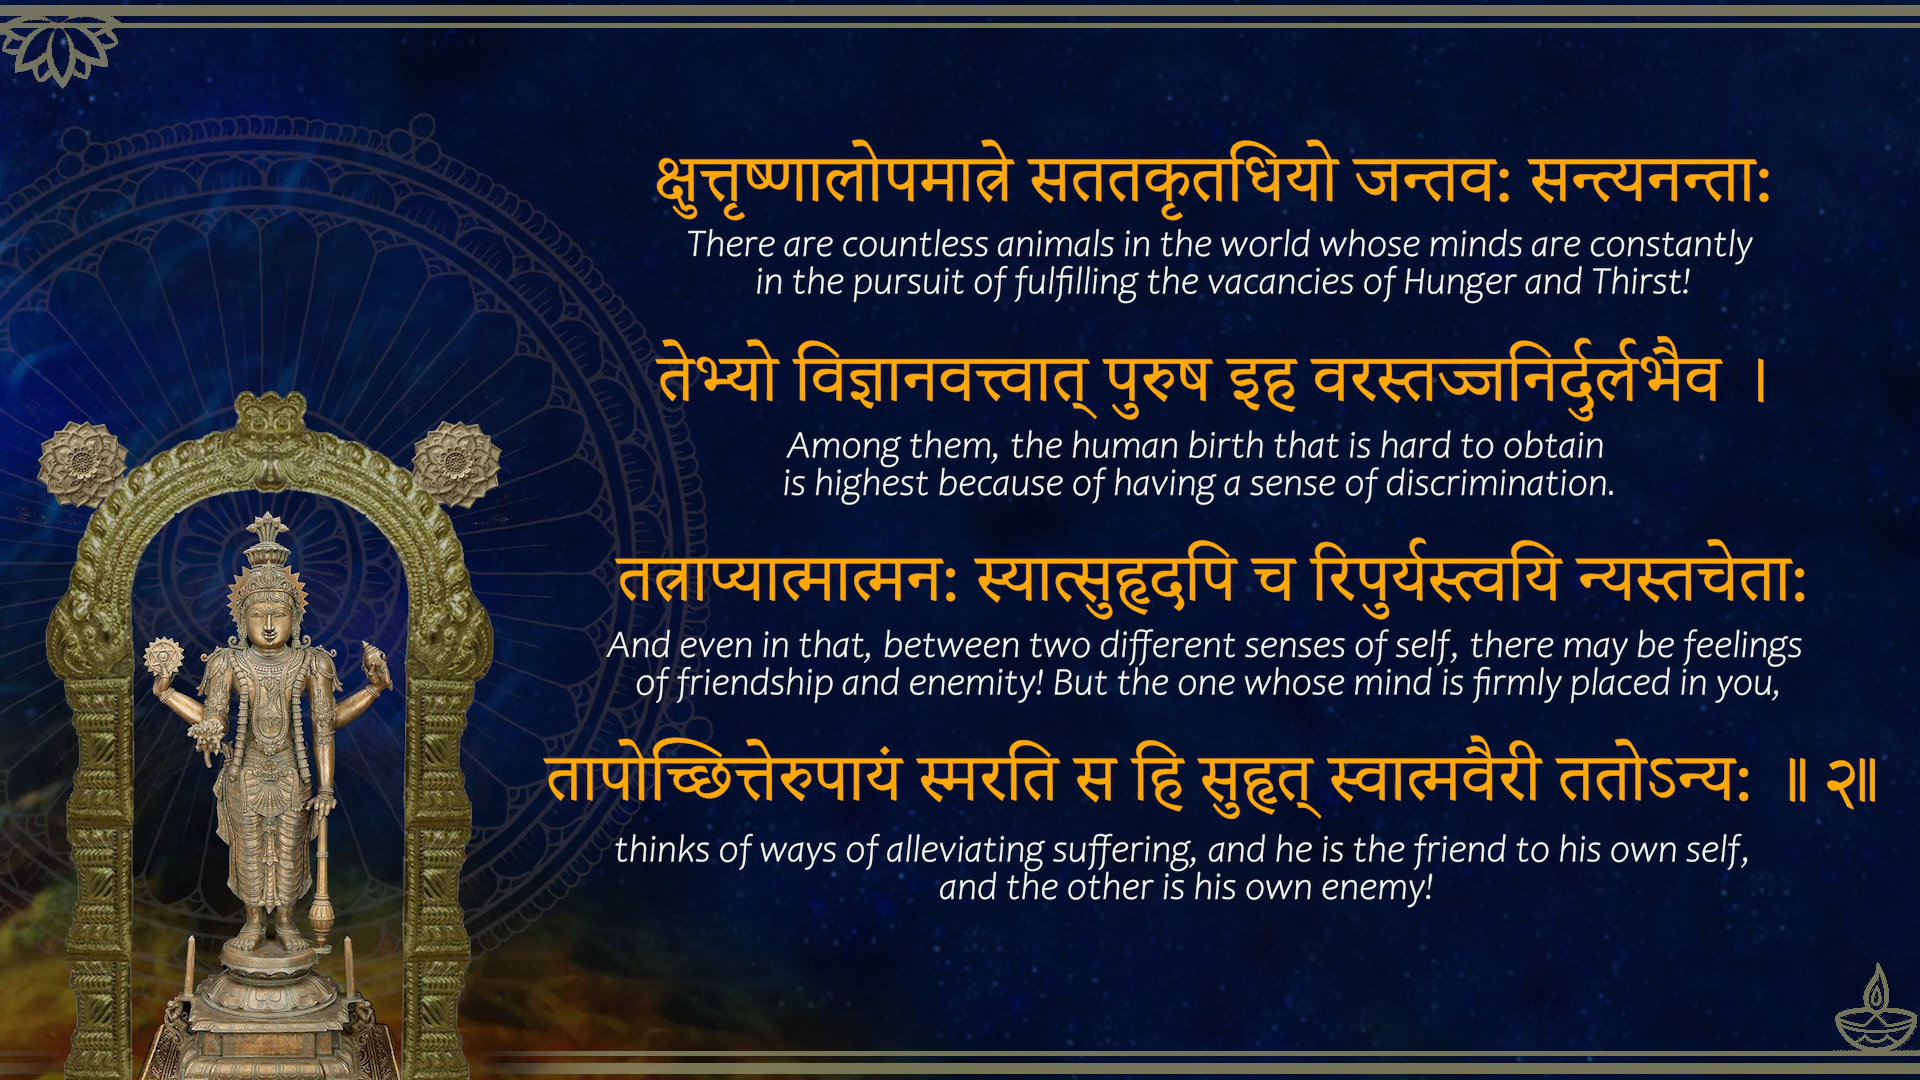 क्षुत्तृष्णालोपमात्रे सततकृतधियो जन्तव: सन्त्यनन्ता:
There are countless animals in the world whose minds are constantly
in the pursuit of fulfilling the vacancies of Hunger and Thirst!
तेभ्यो विज्ञानवत्त्वात् पुरुष इह वरस्तज्जनिर्दुर्लभैव ।
Among them, the human birth that is hard to obtain
is highest because of having a sense of discrimination.
तत्राप्यात्मात्मन: स्यात्सुहृदपि च रिपुर्यस्त्वयि न्यस्तचेता:
And even in that, between two different senses of self, there may be feelings
of friendship and enemity! But the one whose mind is firmly placed in you,
तापोच्छित्तेरुपायं स्मरति स हि सुहृत् स्वात्मवैरी ततोऽन्य: ॥ २॥
thinks of ways of alleviating suffering, and he is the friend to his own self,
and the other is his own enemy!